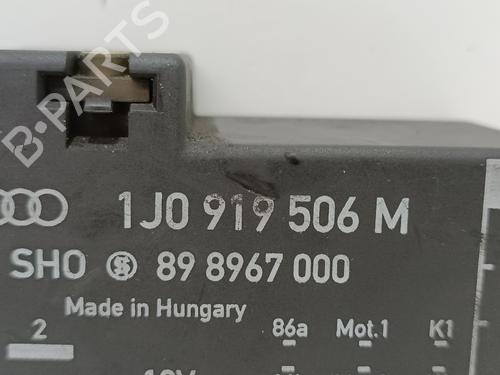 B-PARTS
1J0 919 506 M
SHO 89 8967 000
Made in Hungary
2 86a Mot.1 K1